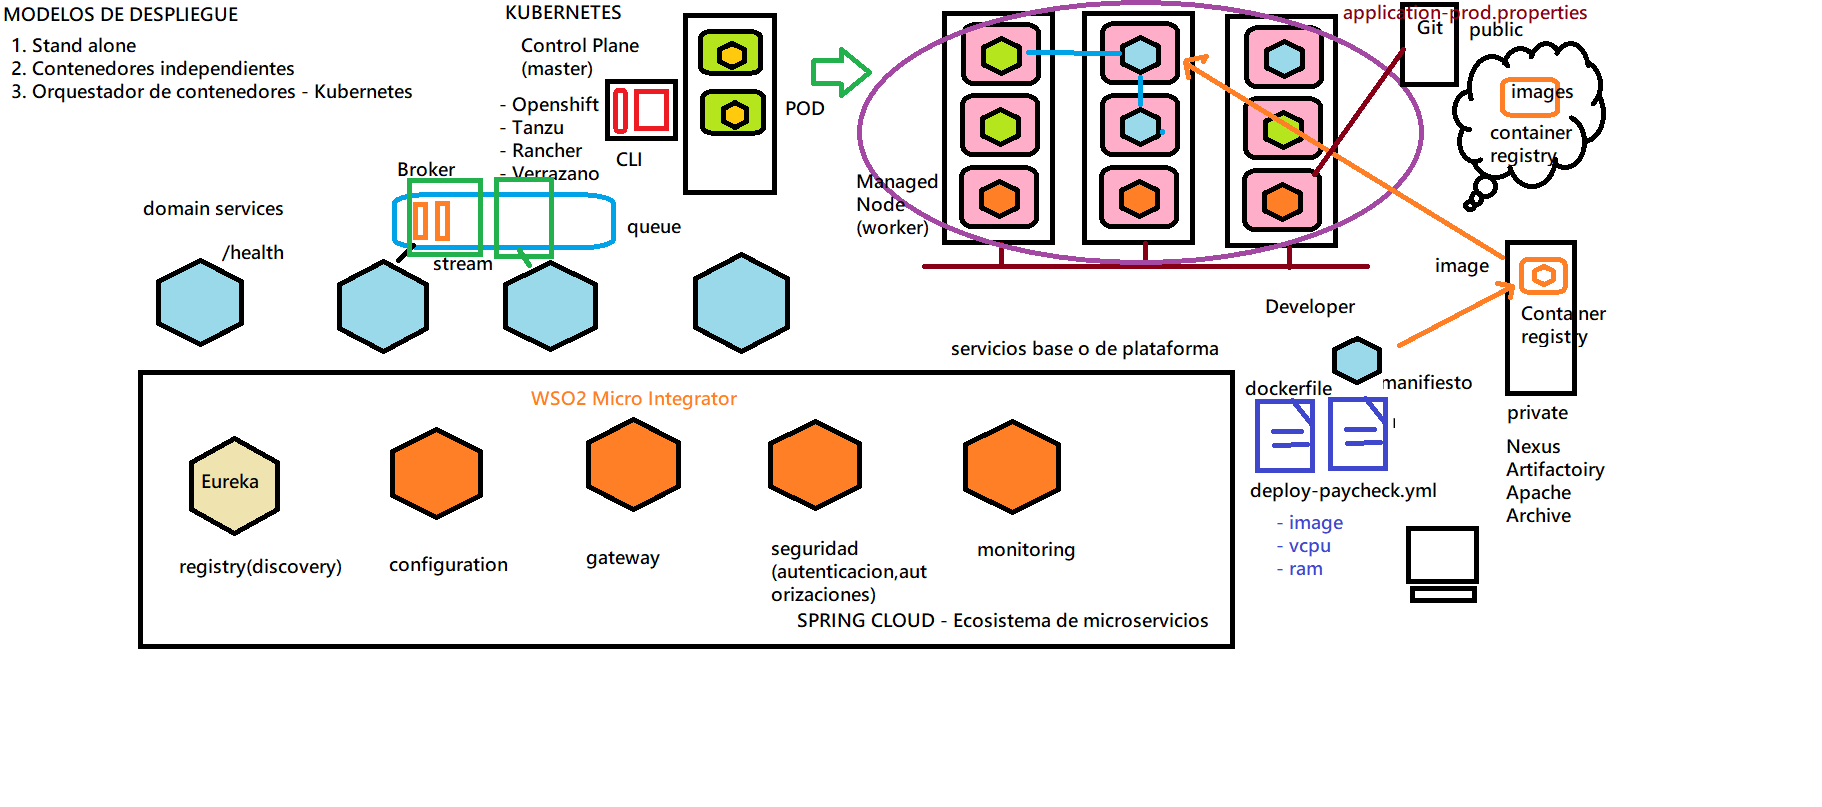 MODELOS DE DESPLIEGUE
1. Stand alone
2. Contenedores independientes
3. Orquestador de contenedores - Kubernetes
KUBERNETES
Control Plane
(master)
- Openshift
- Tanzu
- Rancher
- Verrazano
CLI
POD
application-prod.properties
Git
public
images
container
registry
Managed
Node
(worker)
Broker
queue
stream
domain services
/health
image
Container
registry
private
Nexus
Artifactoiry
Apache
Archive
Developer
servicios base o de plataforma
dockerfile
manifiesto
deploy-paycheck.yml
- image
- vcpu
- ram
WSO2 Micro Integrator
Eureka
registry(discovery)
configuration
gateway
seguridad
(autenticacion,aut
orizaciones)
monitoring
SPRING CLOUD - Ecosistema de microservicios